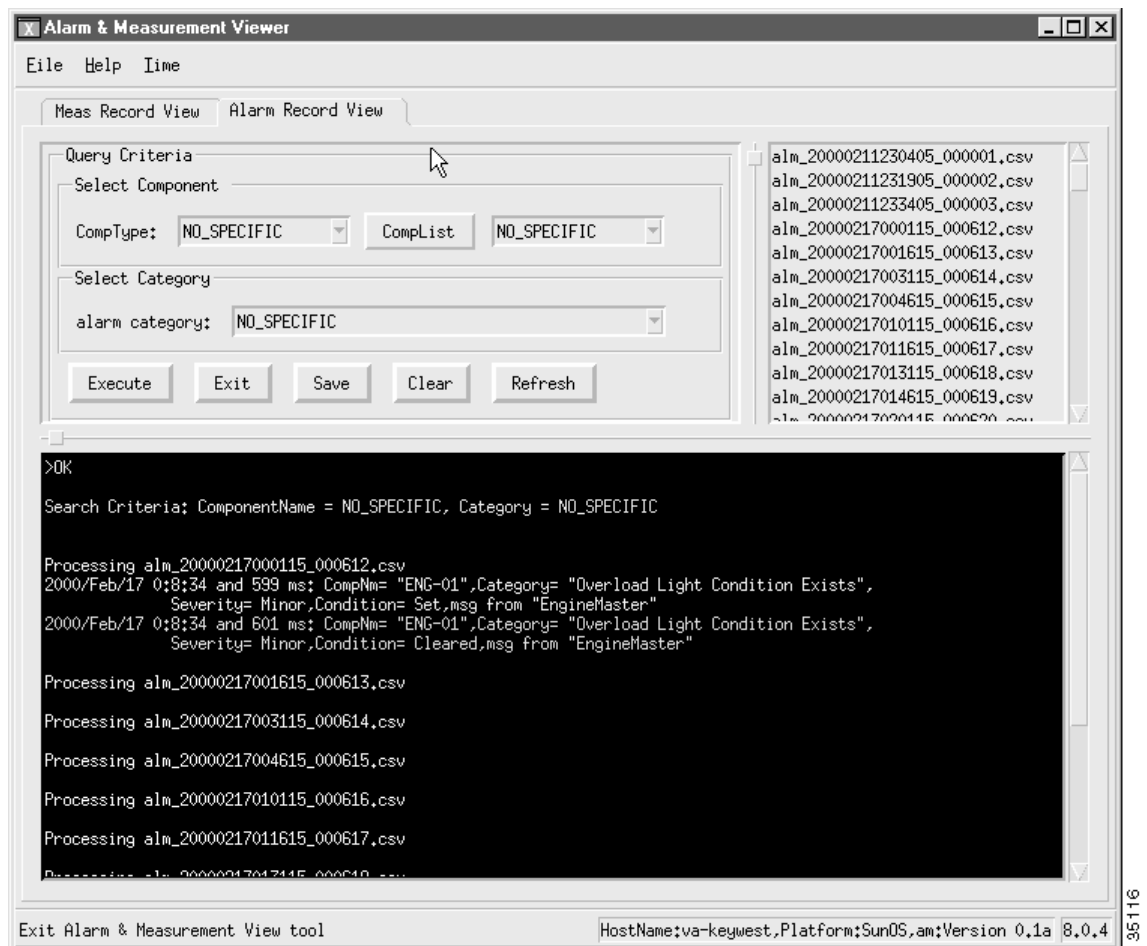 X Alarm & Measurement Viewer
File Help Time
Meas Record View Alarm Record View
Query Criteria
Select Component
CompType: NO_SPECIFIC CompList NO_SPECIFIC
Select Category
alarm category: NO_SPECIFIC
Execute Exit Save Clear Refresh
alm_20000211230405_000001.csv
alm_20000211231905_000002.csv
alm_20000211233405_000003.csv
alm_20000217000115_000612.csv
alm_20000217001615_000613.csv
alm_20000217003115_000614.csv
alm_20000217004615_000615.csv
alm_20000217010115_000616.csv
alm_20000217011615_000617.csv
alm_20000217013115_000618.csv
alm_20000217014615_000619.csv
alm_20000217020115_000620.csv
>OK
Search Criteria: ComponentName = NO_SPECIFIC, Category = NO_SPECIFIC
Processing alm_20000217000115_000612.csv
2000/Feb/17 0:8:34 and 599 ms: CompNm= "ENG-01",Category= "Overload Light Condition Exists",
Severity= Minor,Condition= Set,msg from "EngineMaster"
2000/Feb/17 0:8:34 and 601 ms: CompNm= "ENG-01",Category= "Overload Light Condition Exists",
Severity= Minor,Condition= Cleared,msg from "EngineMaster"
Processing alm_20000217001615_000613.csv
Processing alm_20000217003115_000614.csv
Processing alm_20000217004615_000615.csv
Processing alm_20000217010115_000616.csv
Processing alm_20000217011615_000617.csv
Processing alm_20000217013115_000618.csv
Exit Alarm & Measurement View tool HostName:va-keywest,Platform:SunOS,am:Version 0.1a 8.0.4
35116